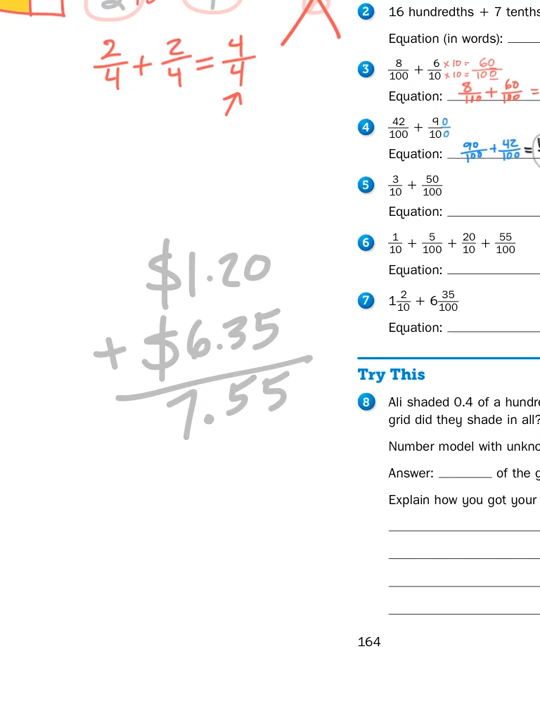 2/4 + 2/4 = 4/4
$1.20
+ $6.35
7.55
2 16 hundredths + 7 tenths
Equation (in words):
3 8/100 + 6/10 × 10 = 60 / × 10 = 100
Equation: 8/100 + 60/100 =
4 42/100 + 90/100
Equation: 90/100 + 42/100 =
5 3/10 + 50/100
Equation:
6 1/10 + 5/100 + 20/10 + 55/100
Equation:
7 1 2/10 + 6 35/100
Equation:
Try This
8 Ali shaded 0.4 of a hundre
grid did they shade in all?
Number model with unkno
Answer: of the g
Explain how you got your
164